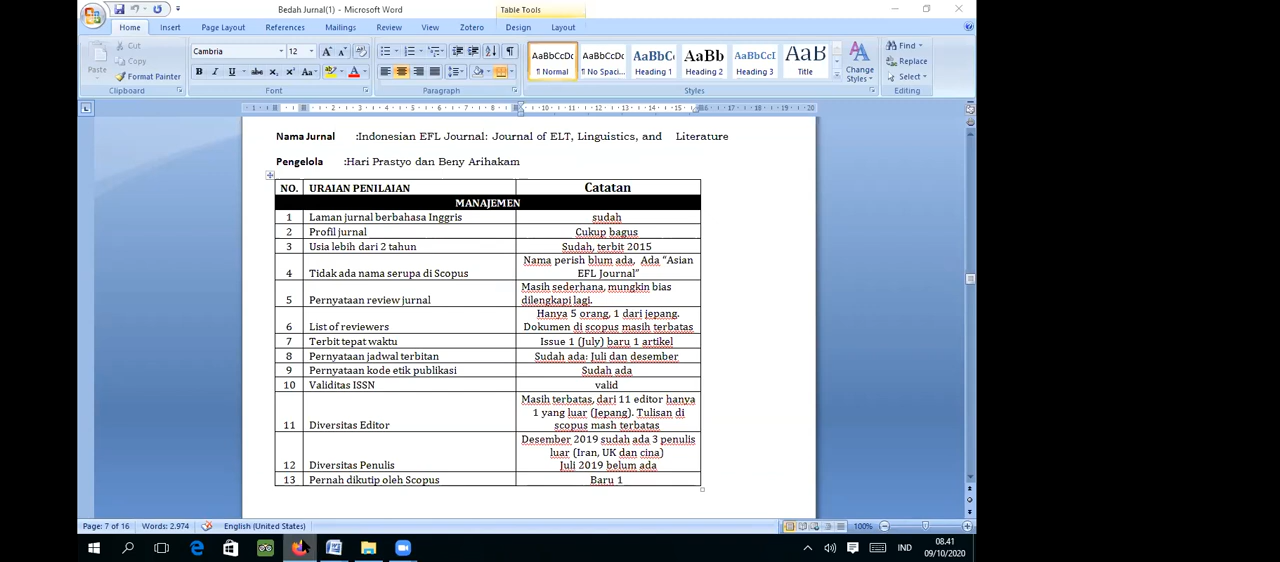 Bedah Jurnal(1) - Microsoft Word
Table Tools
Home Insert Page Layout References Mailings Review View Zotero Design Layout
Cut
Copy
Format Painter
Paste
Clipboard
Cambria 12
Font
Paragraph
AaBbCcDc AaBbCcDc AaBbC AaBb AaBbCcI AaB
¶ Normal ¶ No Spaci... Heading 1 Heading 2 Heading 3 Title
Change Styles
Styles
Find
Replace
Select
Editing
Nama Jurnal :Indonesian EFL Journal: Journal of ELT, Linguistics, and Literature
Pengelola :Hari Prastyo dan Beny Arihakam
NO. URAIAN PENILAIAN Catatan
MANAJEMEN
1 Laman jurnal berbahasa Inggris sudah
2 Profil jurnal Cukup bagus
3 Usia lebih dari 2 tahun Sudah, terbit 2015
4 Tidak ada nama serupa di Scopus Nama perish blum ada, Ada “Asian
EFL Journal”
5 Pernyataan review jurnal Masih sederhana, mungkin bias
dilengkapi lagi.
6 List of reviewers Hanya 5 orang, 1 dari jepang.
Dokumen di scopus masih terbatas
7 Terbit tepat waktu Issue 1 (July) baru 1 artikel
8 Pernyataan jadwal terbitan Sudah ada: Juli dan desember
9 Pernyataan kode etik publikasi Sudah ada
10 Validitas ISSN valid
11 Diversitas Editor Masih terbatas, dari 11 editor hanya
1 yang luar (Jepang). Tulisan di
scopus mash terbatas
12 Diversitas Penulis Desember 2019 sudah ada 3 penulis
luar (Iran, UK dan cina)
Juli 2019 belum ada
13 Pernah dikutip oleh Scopus Baru 1
Page: 7 of 16 Words: 2.974 English (United States) 100%
IND
08.41
09/10/2020